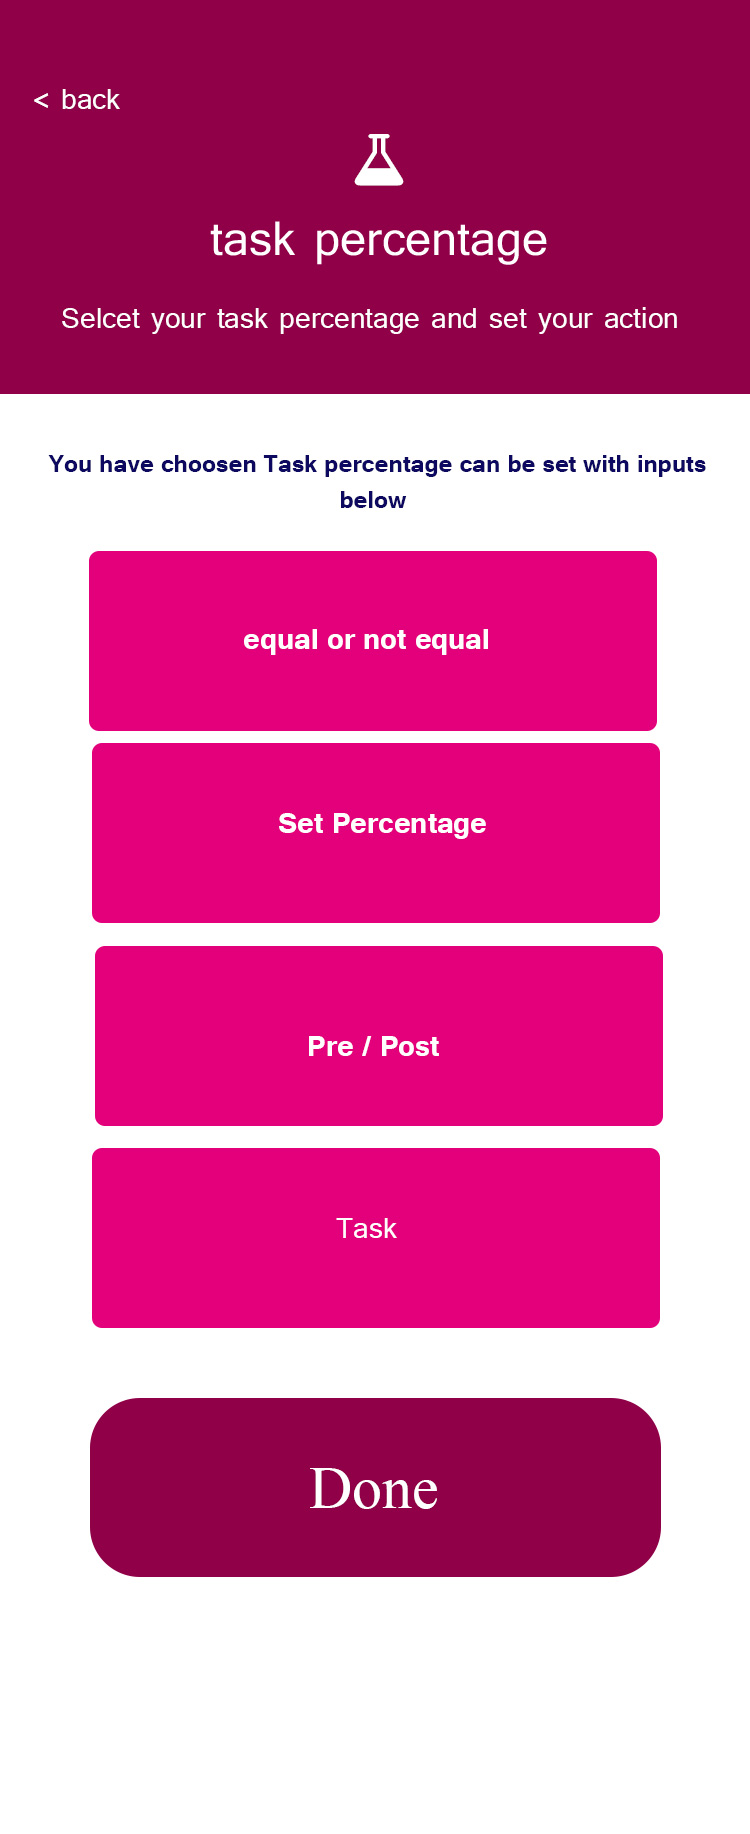 < back
task percentage
Selcet your task percentage and set your action
You have choosen Task percentage can be set with inputs
below
equal or not equal
Set Percentage
Pre / Post
Task
Done